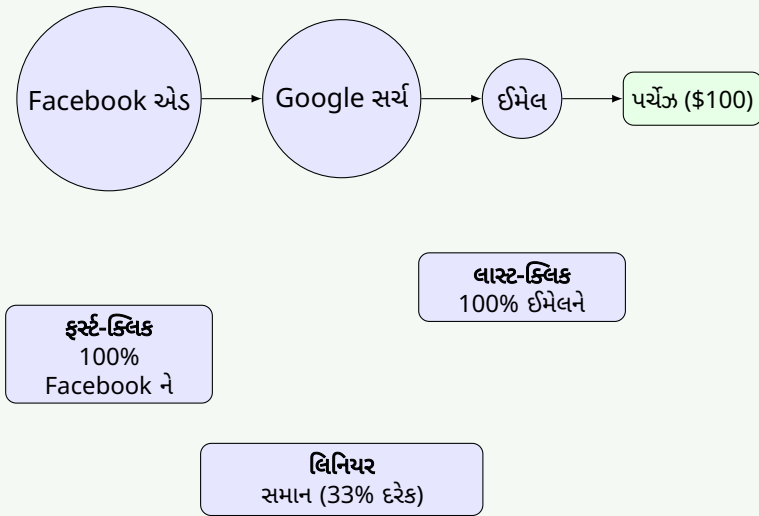 Facebook એડ
Google સર્ચ
ઈમેલ
પર્ચેઝ ($100)
લાસ્ટ-ક્લિક
100% ઈમેલને
ફર્સ્ટ-ક્લિક
100%
Facebook ને
લિનિયર
સમાન (33% દરેક)